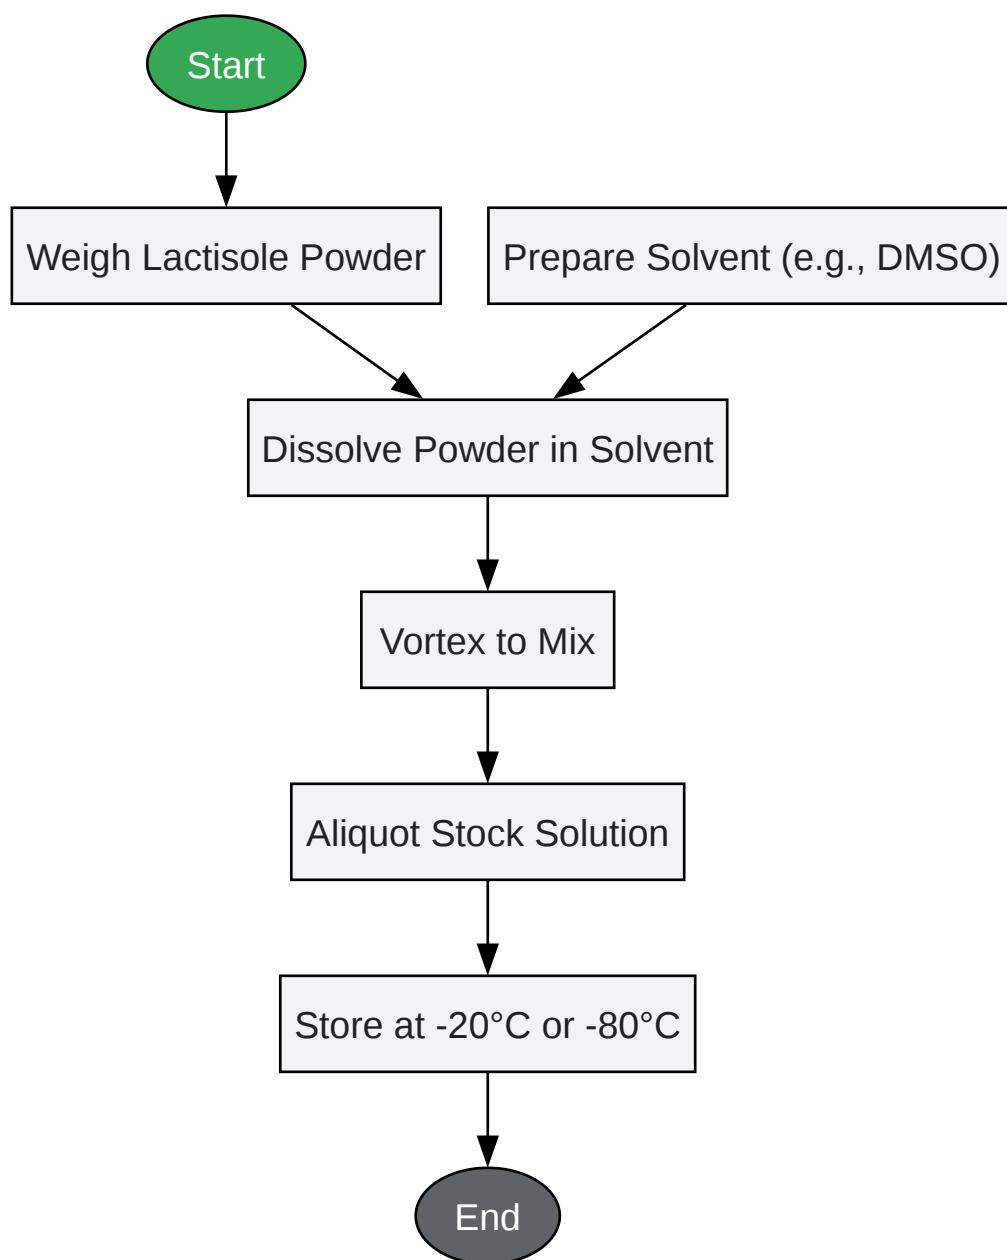 Start
Weigh Lactisole Powder
Prepare Solvent (e.g., DMSO)
Dissolve Powder in Solvent
Vortex to Mix
Aliquot Stock Solution
Store at -20°C or -80°C
End